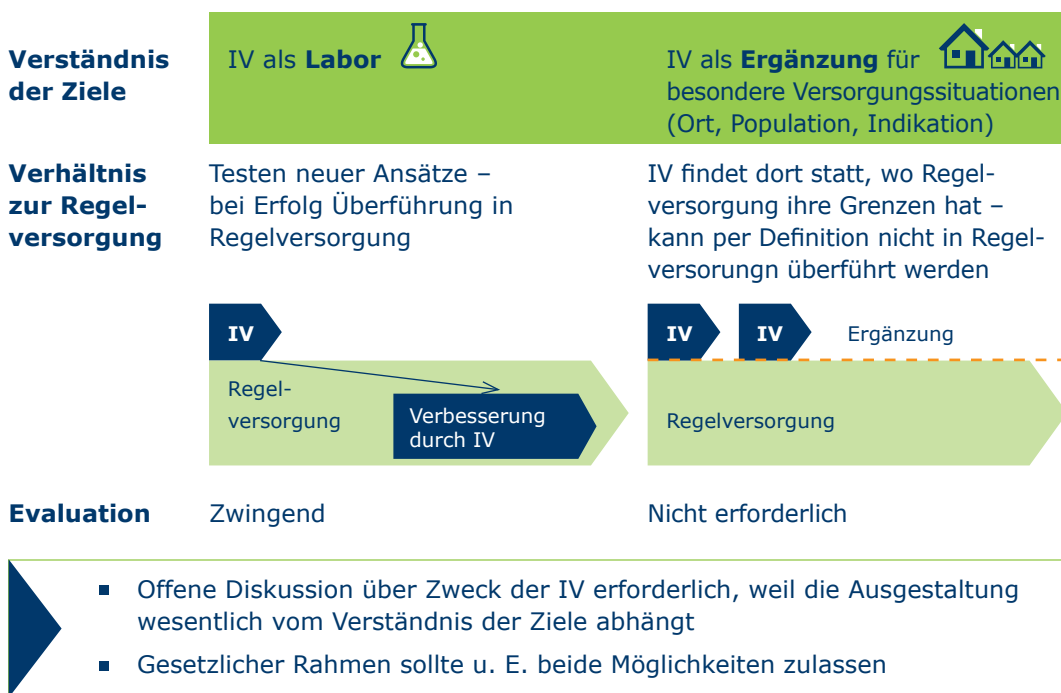 Verständnis
der Ziele
IV als Labor
IV als Ergänzung für
besondere Versorgungssituationen
(Ort, Population, Indikation)
Verhältnis
zur Regel-
versorgung
Testen neuer Ansätze –
bei Erfolg Überführung in
Regelversorgung
IV findet dort statt, wo Regel-
versorgung ihre Grenzen hat –
kann per Definition nicht in Regel-
versorungn überführt werden
IV
Regel-
versorgung
Verbesserung
durch IV
IV
IV
Ergänzung
Regelversorgung
Evaluation
Zwingend
Nicht erforderlich
Offene Diskussion über Zweck der IV erforderlich, weil die Ausgestaltung
wesentlich vom Verständnis der Ziele abhängt
Gesetzlicher Rahmen sollte u. E. beide Möglichkeiten zulassen